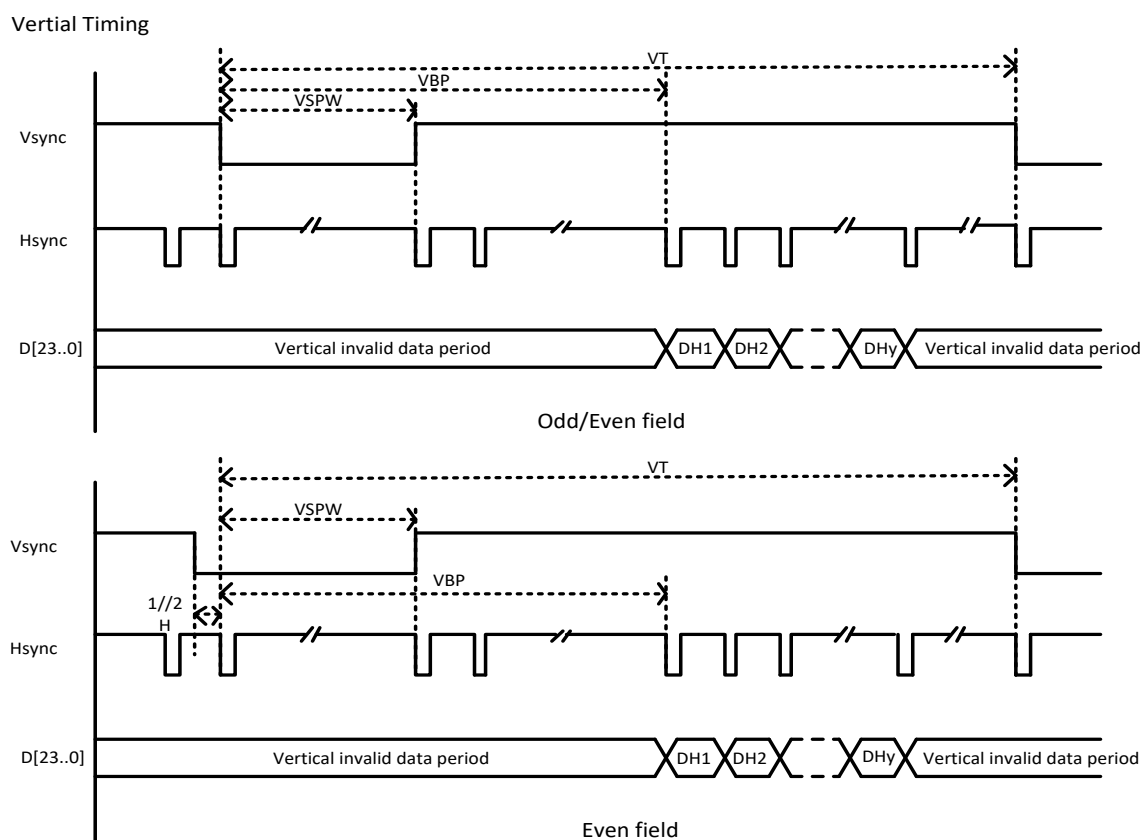 Vertial Timing
VT
VBP
VSPW
Vsync
Hsync
D[23..0]
Vertical invalid data period
DH1
DH2
DHy
Vertical invalid data period
Odd/Even field
VT
VSPW
Vsync
VBP
1//2
H
Hsync
D[23..0]
Vertical invalid data period
DH1
DH2
DHy
Vertical invalid data period
Even field